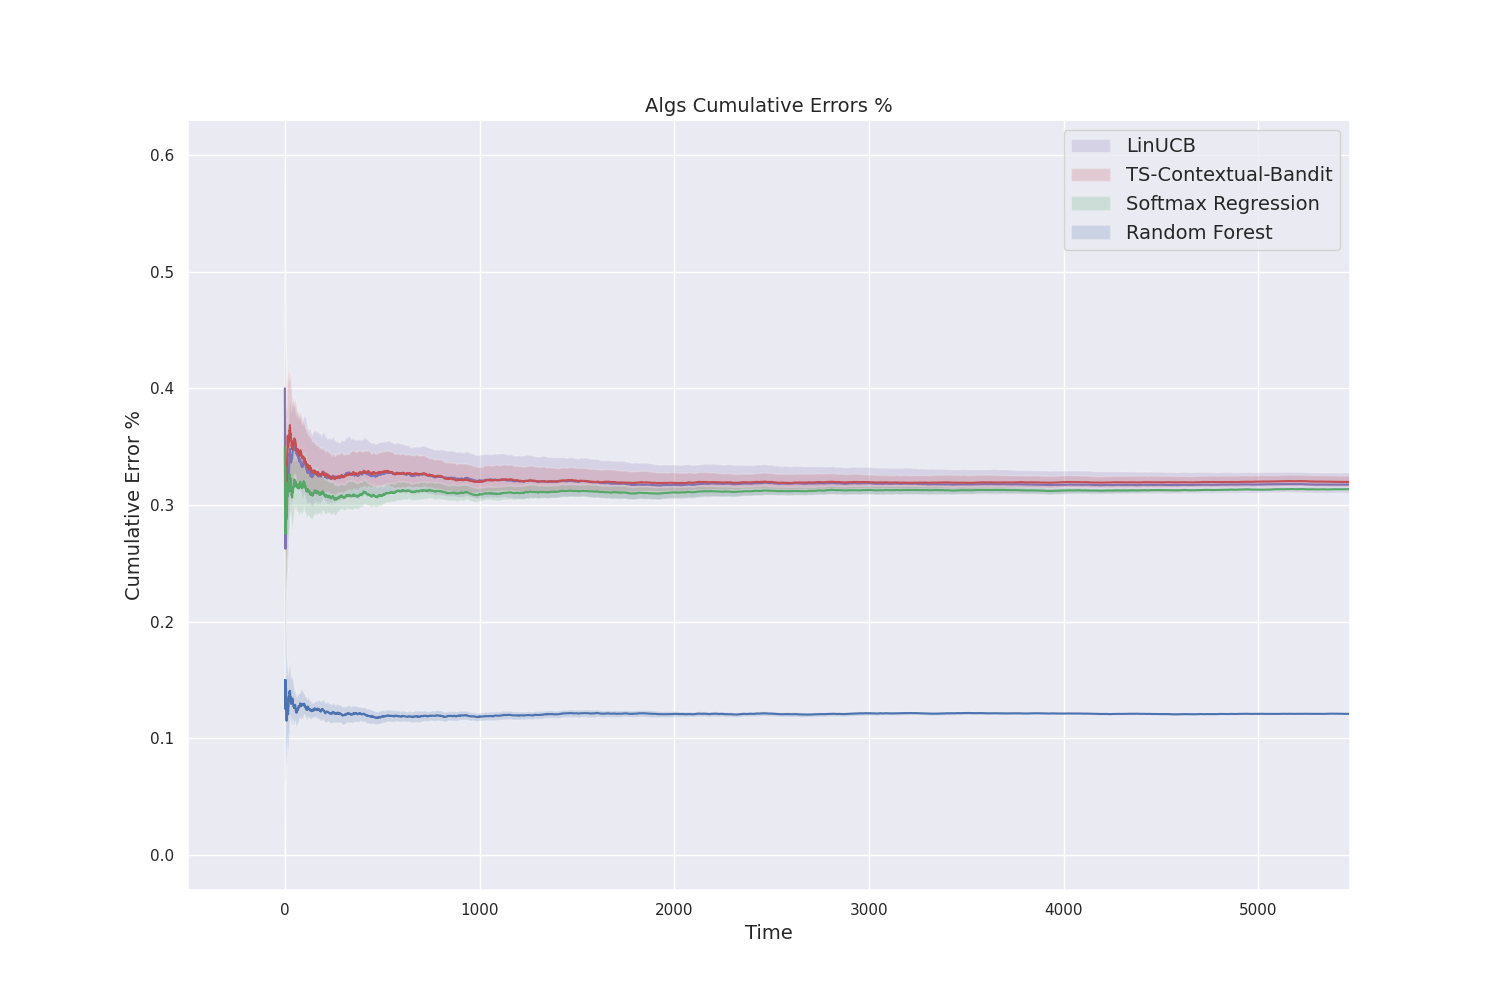 Algs Cumulative Errors %
LinUCB
TS-Contextual-Bandit
Softmax Regression
Random Forest
Cumulative Error %
0.6
0.5
0.4
0.3
0.2
0.1
0.0
0 1000 2000 3000 4000 5000
Time